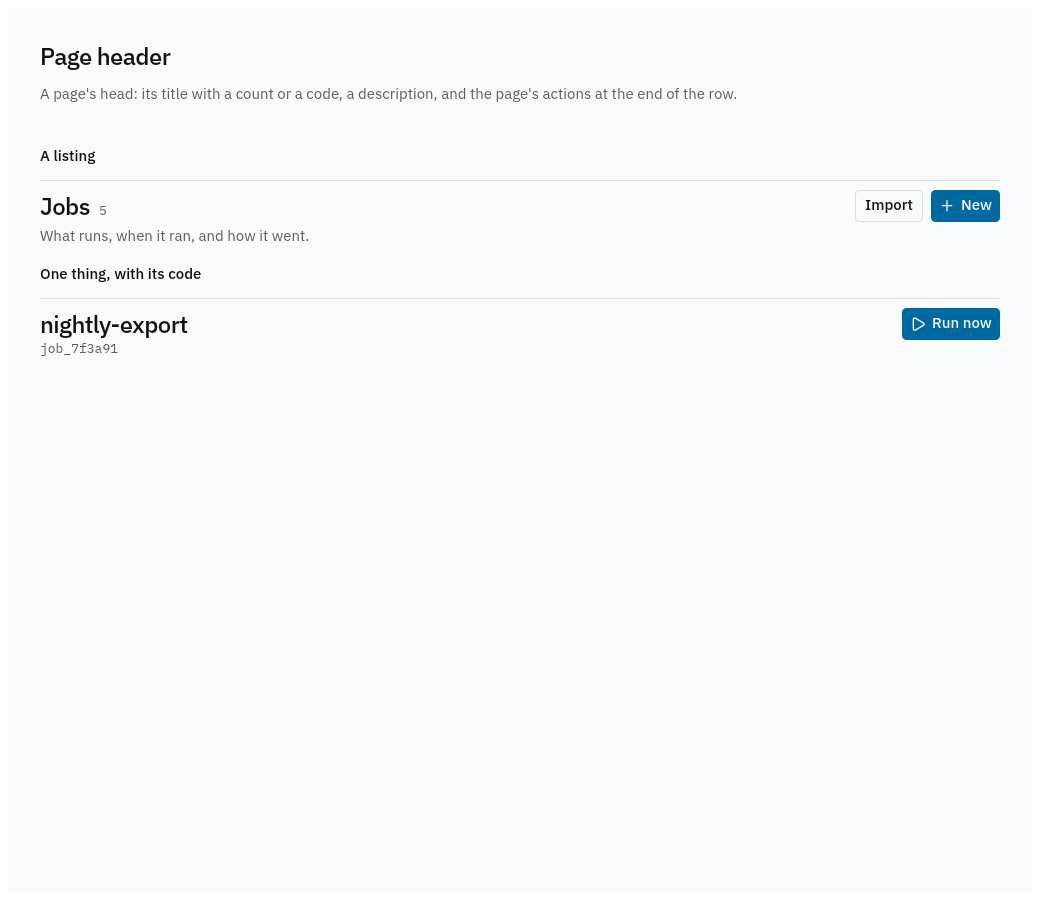 Page header
A page's head: its title with a count or a code, a description, and the page's actions at the end of the row.
A listing
Jobs 5
Import
New
What runs, when it ran, and how it went.
One thing, with its code
nightly-export
Run now
job_7f3a91